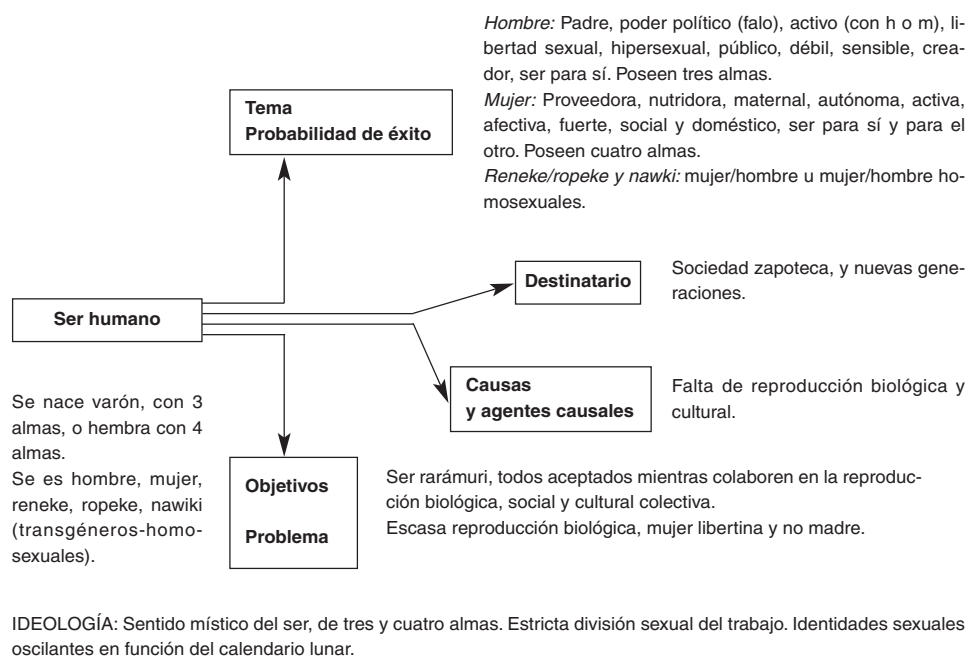 Hombre: Padre, poder político (falo), activo (con h o m), li-
bertad sexual, hipersexual, público, débil, sensible, crea-
dor, ser para sí. Poseen tres almas.
Mujer: Proveedora, nutridora, maternal, autónoma, activa,
afectiva, fuerte, social y doméstico, ser para sí y para el
otro. Poseen cuatro almas.
Reneke/ropeke y nawki: mujer/hombre u mujer/hombre ho-
mosexuales.
Tema
Probabilidad de éxito
Destinatario
Sociedad zapoteca, y nuevas gene-
raciones.
Ser humano
Causas
y agentes causales
Falta de reproducción biológica y
cultural.
Se nace varón, con 3
almas, o hembra con 4
almas.
Se es hombre, mujer,
reneke, ropeke, nawiki
(transgéneros-homo-
sexuales).
Objetivos
Problema
Ser rarámuri, todos aceptados mientras colaboren en la reproduc-
ción biológica, social y cultural colectiva.
Escasa reproducción biológica, mujer libertina y no madre.
IDEOLOGÍA: Sentido místico del ser, de tres y cuatro almas. Estricta división sexual del trabajo. Identidades sexuales
oscilantes en función del calendario lunar.